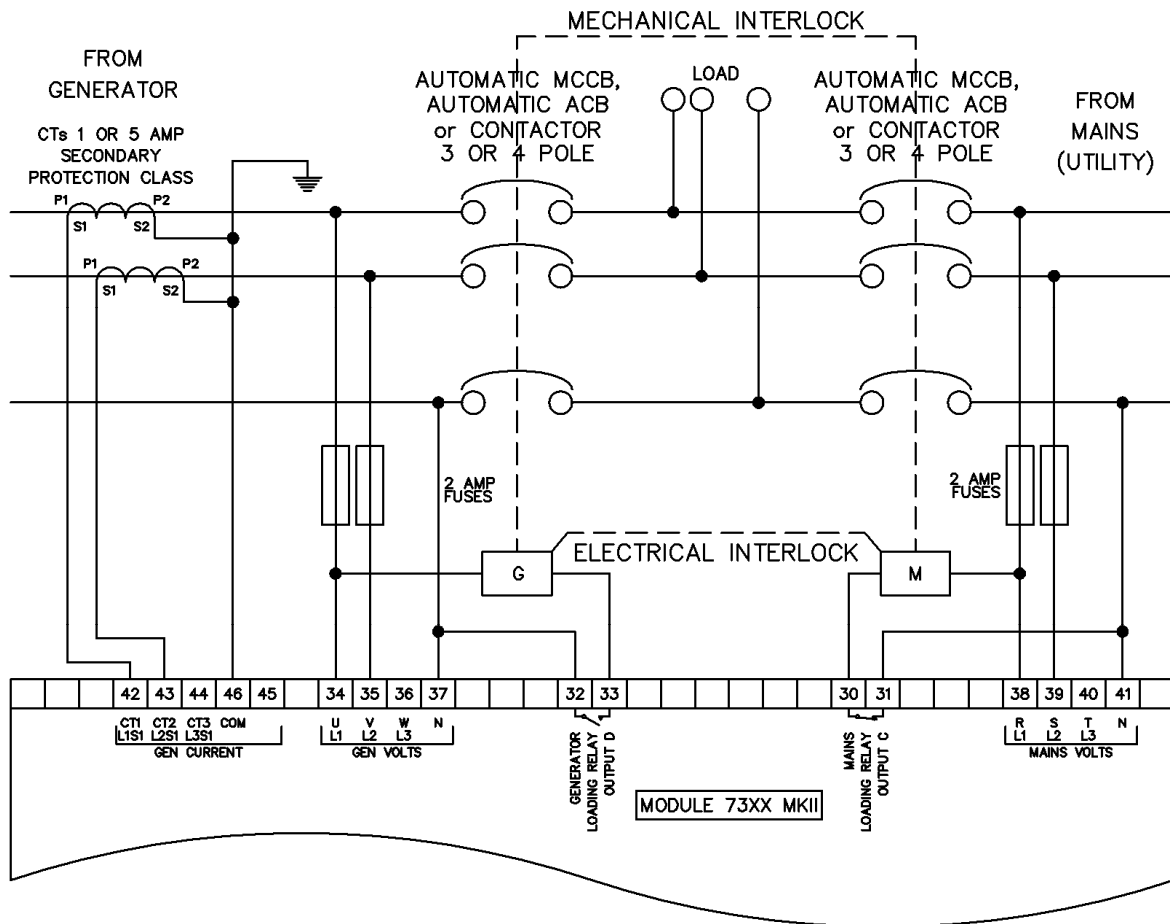 MECHANICAL INTERLOCK
FROM
GENERATOR
CTs 1 OR 5 AMP
SECONDARY
PROTECTION CLASS
AUTOMATIC MCCB,
AUTOMATIC ACB
or CONTACTOR
3 OR 4 POLE
LOAD
AUTOMATIC MCCB,
AUTOMATIC ACB
or CONTACTOR
3 OR 4 POLE
FROM
MAINS
(UTILITY)
P1 P2
S1 S2
P1 P2
S1 S2
2 AMP
FUSES
2 AMP
FUSES
ELECTRICAL INTERLOCK
G
M
42 43 44 46 45 34 35 36 37 32 33 30 31 38 39 40 41
CT1 CT2 CT3 COM
L1S1 L2S1 L3S1
GEN CURRENT
U V W N
L1 L2 L3
GEN VOLTS
GENERATOR
LOADING RELAY
OUTPUT D
MODULE 73XX MKII
MAINS
LOADING RELAY
OUTPUT C
R S T N
L1 L2 L3
MAINS VOLTS